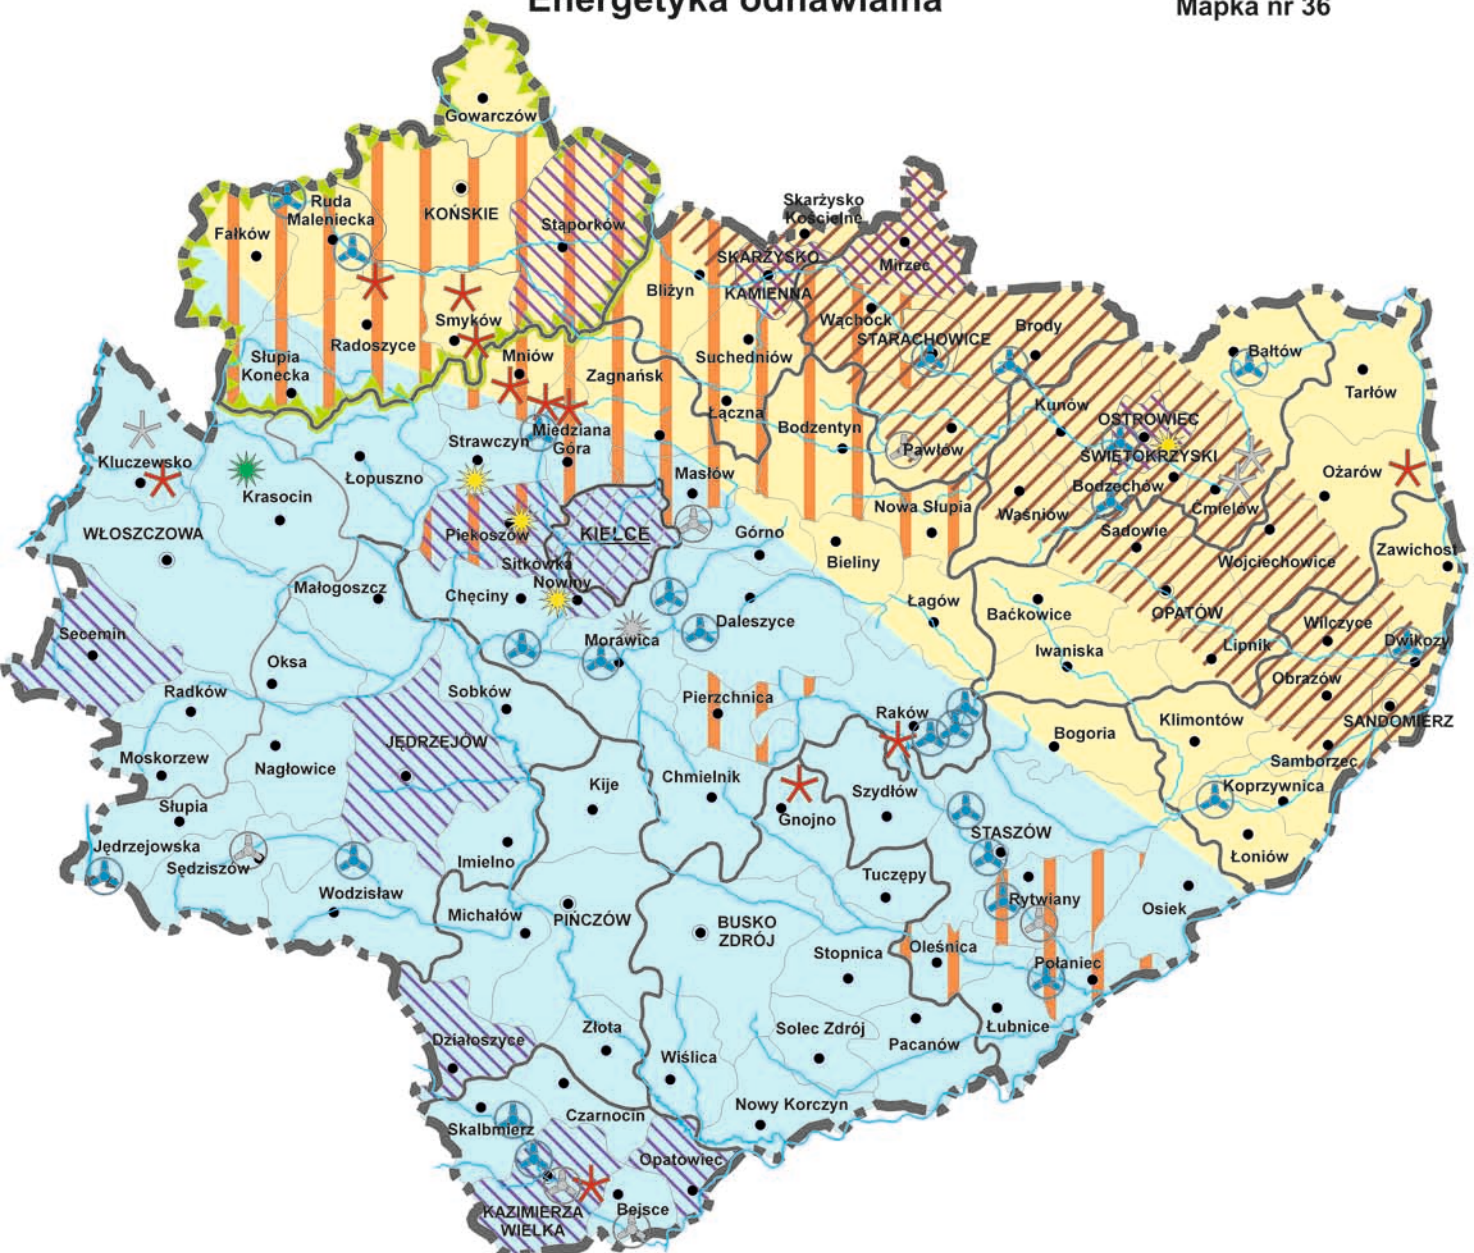 Energetyka odnawialna
Mapka nr 36
Gowarczów
Ruda
Maleniecka
KOŃSKIE
Fałków
Stąporków
Skarżysko
Kościelne
SKARŻYSKO
KAMIENNA
Mirzec
Bliżyn
Smyków
Radoszyce
Wąchock
STARACHOWICE
Brody
Słupia
Konecka
Mniów
Suchedniów
Bałtów
Zagnańsk
Tarłów
Łączna
Kunów
OSTROWIEC
ŚWIĘTOKRZYSKI
Bodzentyn
Strawczyn
Miedziana
Góra
Pawłów
Kluczewsko
Łopuszno
Masłów
Ożarów
Bodzechów
Krasocin
Nowa Słupia
Waśniów
Ćmielów
WŁOSZCZOWA
Piekoszów
KIELCE
Górno
Sadowie
Zawichost
Sitkówka
Nowiny
Bieliny
Wojciechowice
Małogoszcz
Chęciny
Łagów
Baćkowice
OPATÓW
Secemin
Morawica
Daleszyce
Wilczyce
Dwikozy
Lipnik
Iwaniska
Oksa
Obrazów
Radków
Sobków
Pierzchnica
Raków
Klimontów
SANDOMIERZ
JĘDRZEJÓW
Bogoria
Moskorzew
Nagłowice
Samborzec
Kije
Chmielnik
Koprzywnica
Szydłów
Słupia
Jędrzejowska
Gnojno
STASZÓW
Sędziszów
Imielno
Łoniów
Wodzisław
Tuczępy
Rytwiany
Osiek
Michałów
PIŃCZÓW
BUSKO
ZDRÓJ
Stopnica
Oleśnica
Połaniec
Złota
Solec Zdrój
Łubnice
Działoszyce
Pacanów
Wiślica
Nowy Korczyn
Czarnocin
Skalbmierz
Opatowiec
KAZIMIERZA
WIELKA
Bejsce